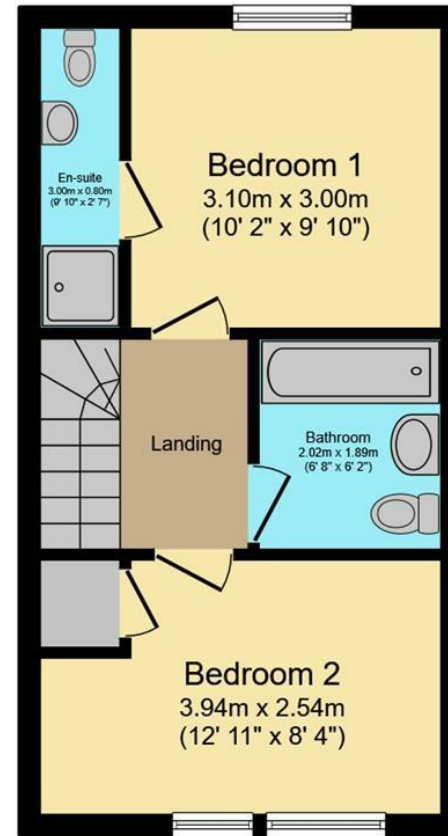 En-suite
3.00m x 0.80m
(9' 10" x 2' 7")
Bedroom 1
3.10m x 3.00m
(10' 2" x 9' 10")
Landing
Bathroom
2.02m x 1.89m
(6' 8" x 6' 2")
Bedroom 2
3.94m x 2.54m
(12' 11" x 8' 4")